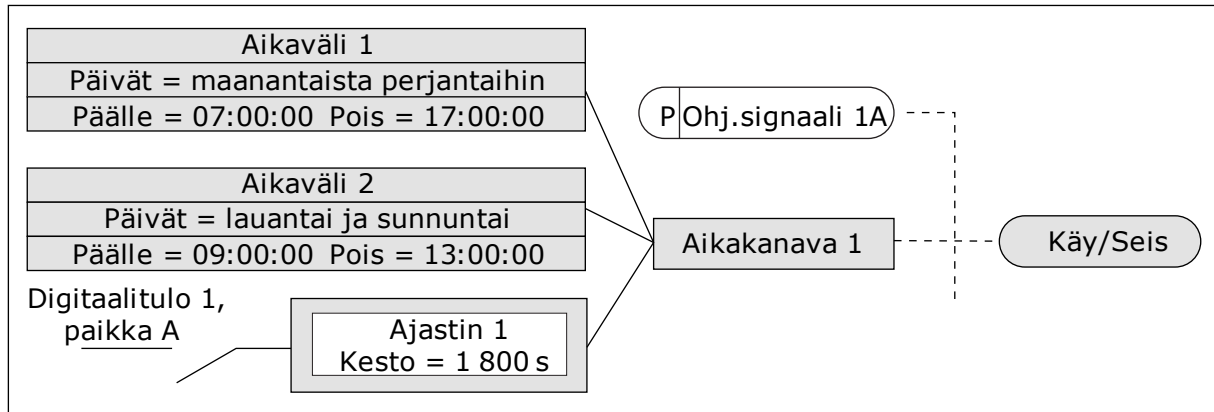 Aikaväli 1
Päivät = maanantaista perjantaihin
Päälle = 07:00:00 Pois = 17:00:00
P Ohj.signaali 1A
Aikaväli 2
Päivät = lauantai ja sunnuntai
Päälle = 09:00:00 Pois = 13:00:00
Aikakanava 1
Käy/Seis
Digitaalitulo 1,
paikka A
Ajastin 1
Kesto = 1 800 s